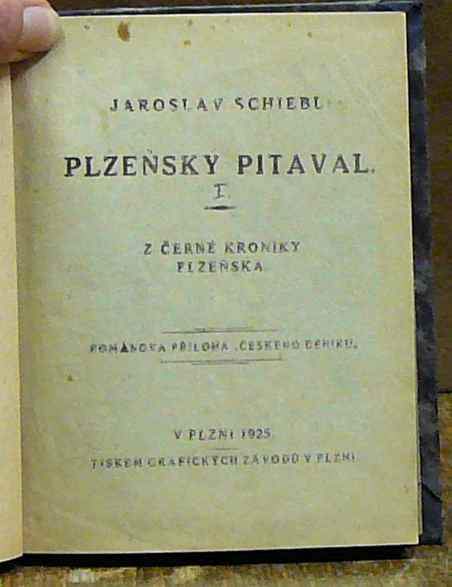 JAROSLAV SCHIEBL
PLZEŇSKÝ PITAVAL.
I.
Z ČERNÉ KRONIKY
PLZEŇSKA
ROMÁNOVÁ PŘÍLOHA „ČESKÉHO DENÍKU“.
V PLZNI 1925
TISKEM GRAFICKÝCH ZÁVODŮ V PLZNI